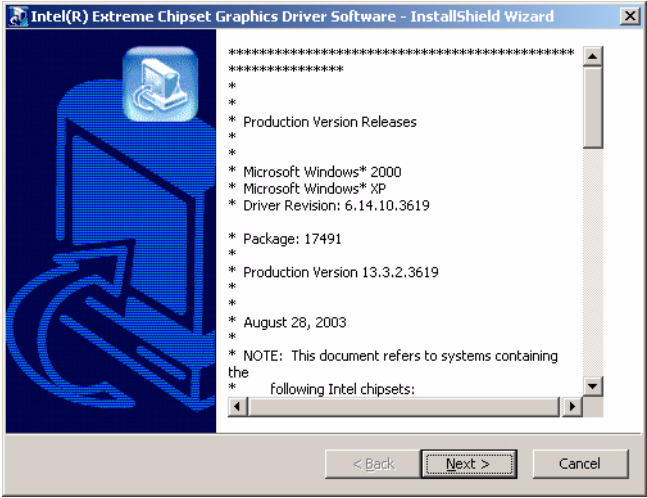 Intel(R) Extreme Chipset Graphics Driver Software - InstallShield Wizard
*********************************************
***************
*
*
* Production Version Releases
*
*
* Microsoft Windows* 2000
* Microsoft Windows* XP
* Driver Revision: 6.14.10.3619
* Package: 17491
*
* Production Version 13.3.2.3619
*
*
* August 28, 2003
*
* NOTE: This document refers to systems containing
the
* following Intel chipsets:
< Back
Next >
Cancel